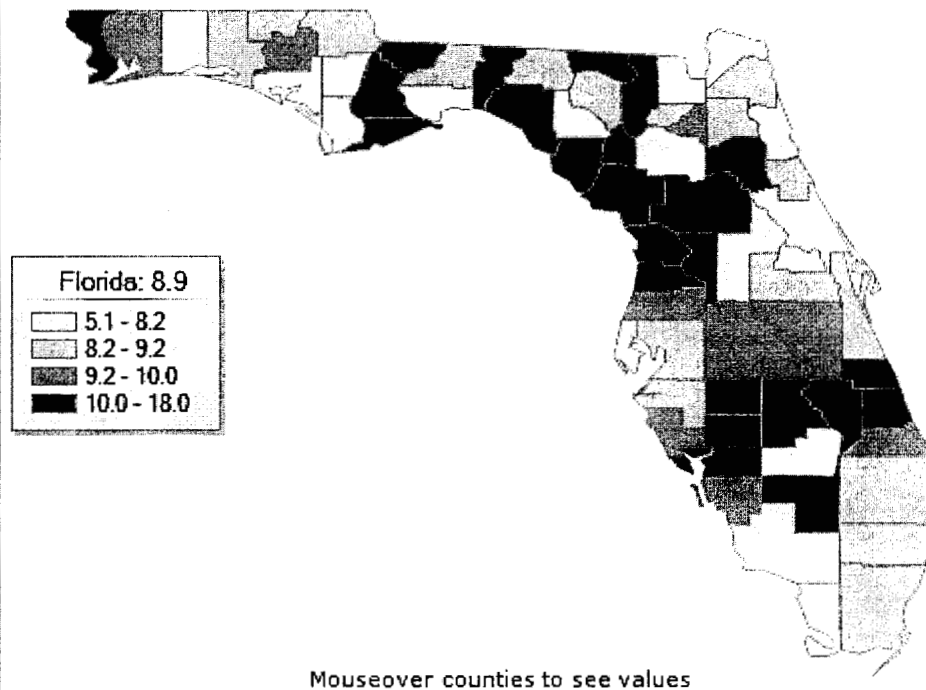 Florida: 8.9
5.1 - 8.2
8.2 - 9.2
9.2 - 10.0
10.0 - 18.0
Mouseover counties to see values